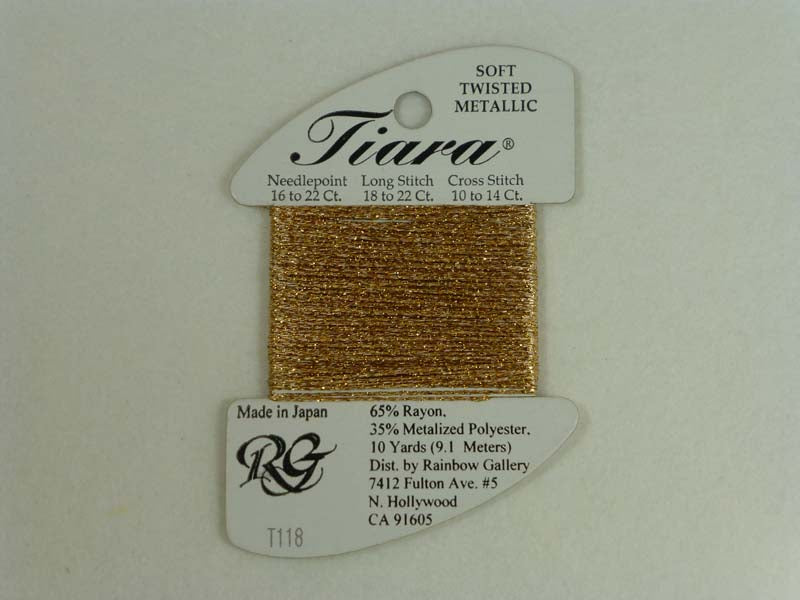 SOFT
TWISTED
METALLIC
Tiara®
Needlepoint Long Stitch Cross Stitch
16 to 22 Ct. 18 to 22 Ct. 10 to 14 Ct.
Made in Japan
RG
T118
65% Rayon,
35% Metalized Polyester,
10 Yards (9.1 Meters)
Dist. by Rainbow Gallery
7412 Fulton Ave. #5
N. Hollywood
CA 91605